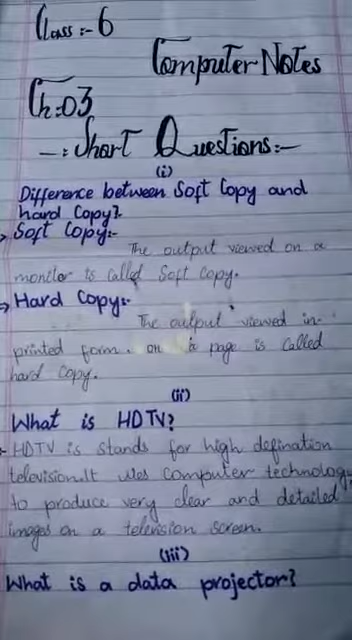 Class:- 6
Computer Notes
Ch:03
-: Short Questions:-
(i)
Difference between Soft Copy and
hard Copy?
→ Soft Copy:-
The output viewed on a
monitor is called Soft Copy.
→ Hard Copy:-
The output viewed in
printed form. on a page is called
hard copy.
(ii)
What is HDTV?
- HDTV is stands for high defination
television.It uses computer technology
to produce very clear and detailed
images on a television screen.
(iii)
What is a data projector?